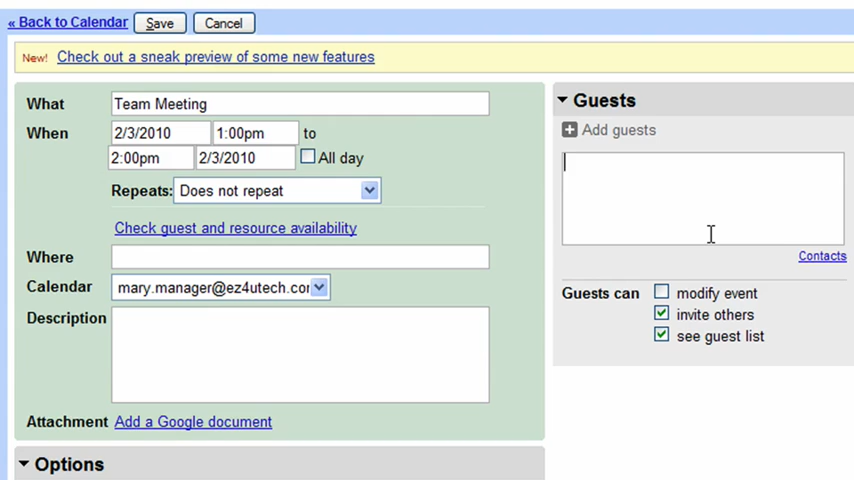 « Back to Calendar Save Cancel
New! Check out a sneak preview of some new features
What Team Meeting
When 2/3/2010 1:00pm to
2:00pm 2/3/2010 All day
Repeats: Does not repeat
Check guest and resource availability
Where
Calendar mary.manager@ez4utech.cor
Description
Attachment Add a Google document
Options
Guests
Add guests
Contacts
Guests can modify event
invite others
see guest list